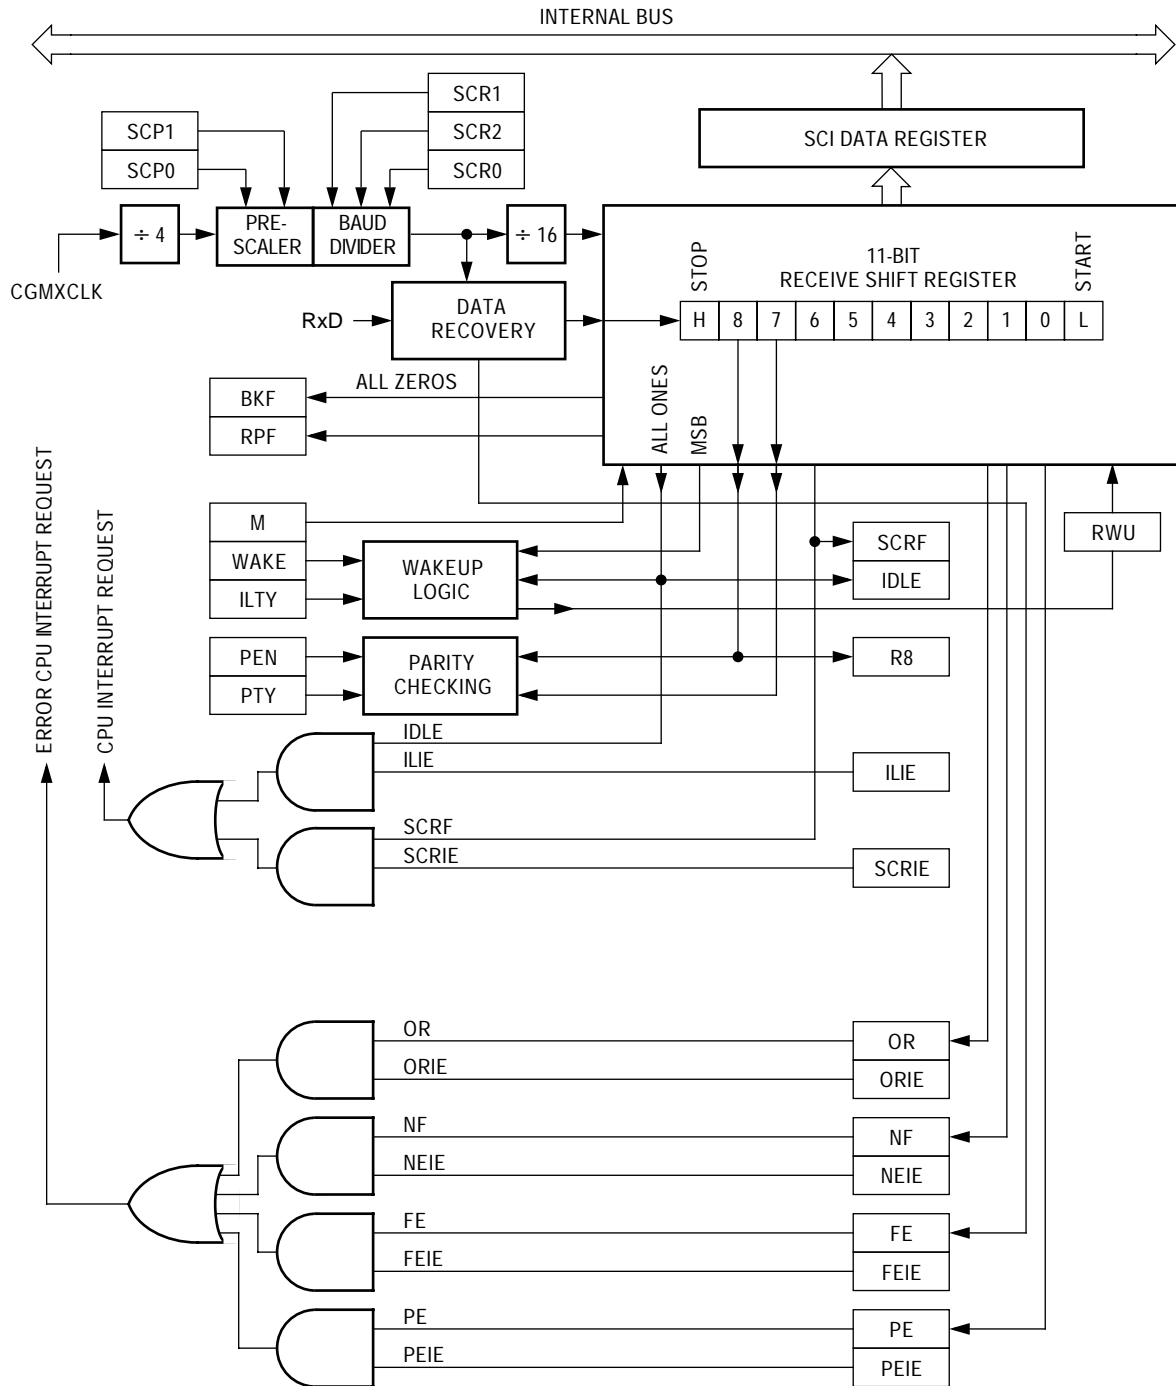 INTERNAL BUS
SCR1
SCP1
SCR2
SCI DATA REGISTER
SCP0
SCR0
÷ 4
PRE-
SCALER
BAUD
DIVIDER
÷ 16
STOP
11-BIT
RECEIVE SHIFT REGISTER
START
CGMXCLK
RxD
DATA
RECOVERY
H 8 7 6 5 4 3 2 1 0 L
ALL ZEROS
BKF
RPF
ALL ONES
MSB
ERROR CPU INTERRUPT REQUEST
CPU INTERRUPT REQUEST
M
WAKE
ILTY
WAKEUP
LOGIC
SCRF
IDLE
RWU
PEN
PTY
PARITY
CHECKING
R8
IDLE
ILIE
ILIE
SCRF
SCRIE
SCRIE
OR
OR
ORIE
ORIE
NF
NF
NEIE
NEIE
FE
FE
FEIE
FEIE
PE
PE
PEIE
PEIE